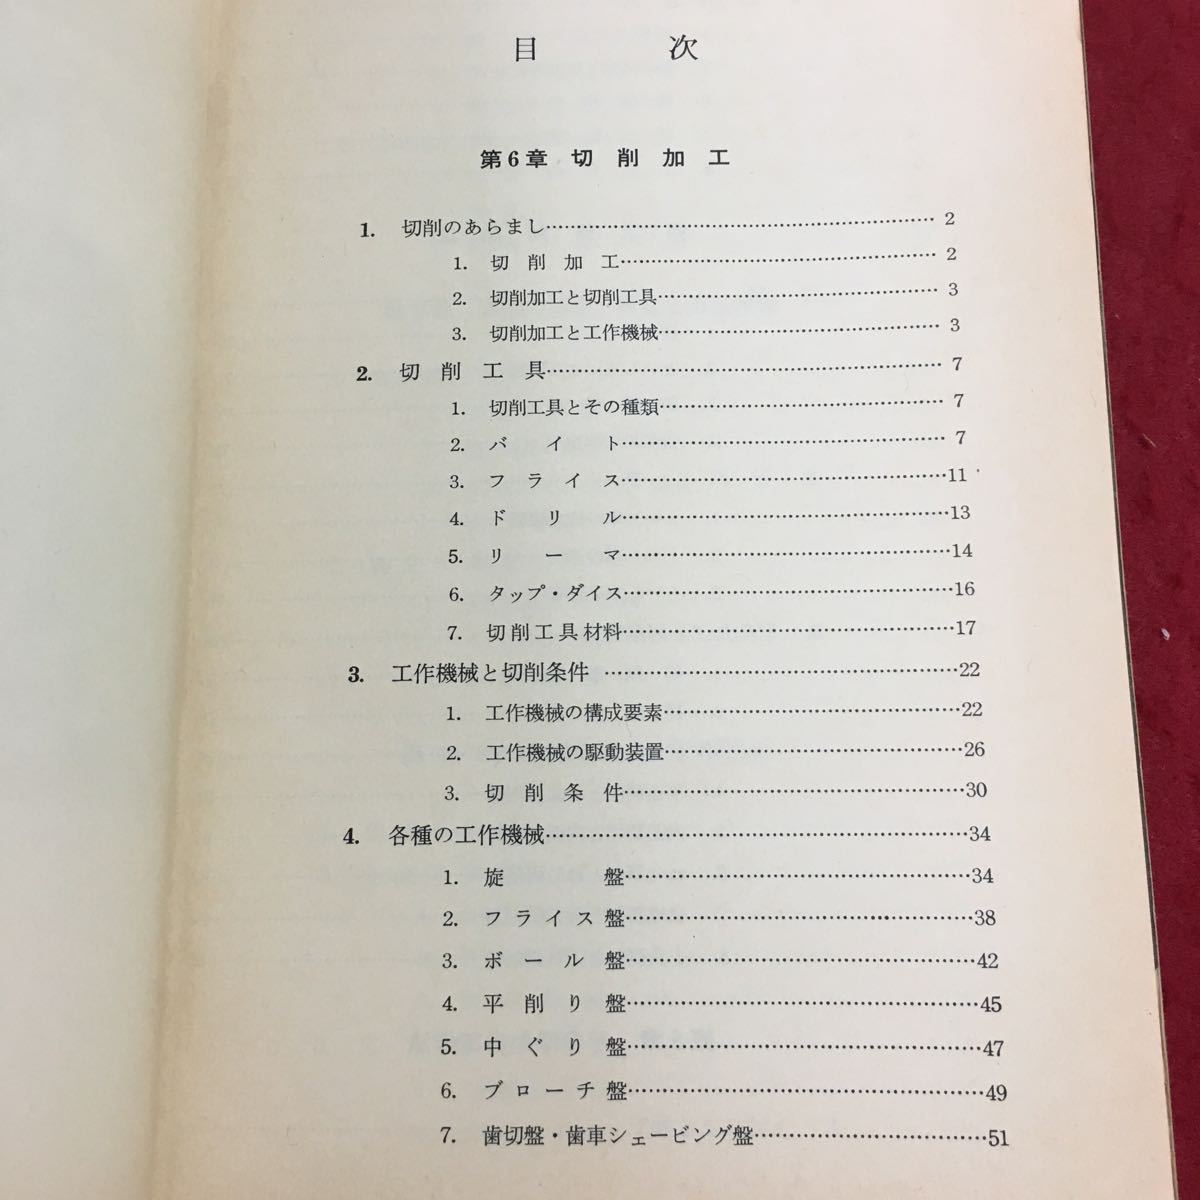 目次
第6章 切削加工
1. 切削のあらまし……………………2
1. 切削加工……………………2
2. 切削加工と切削工具……………………3
3. 切削加工と工作機械……………………3
2. 切削工具……………………7
1. 切削工具とその種類……………………7
2. バイト……………………7
3. フライス……………………11
4. ドリル……………………13
5. リーマ……………………14
6. タップ・ダイス……………………16
7. 切削工具材料……………………17
3. 工作機械と切削条件……………………22
1. 工作機械の構成要素……………………22
2. 工作機械の駆動装置……………………26
3. 切削条件……………………30
4. 各種の工作機械……………………34
1. 旋盤……………………34
2. フライス盤……………………38
3. ボール盤……………………42
4. 平削り盤……………………45
5. 中ぐり盤……………………47
6. ブローチ盤……………………49
7. 歯切盤・歯車シェービング盤……………………51